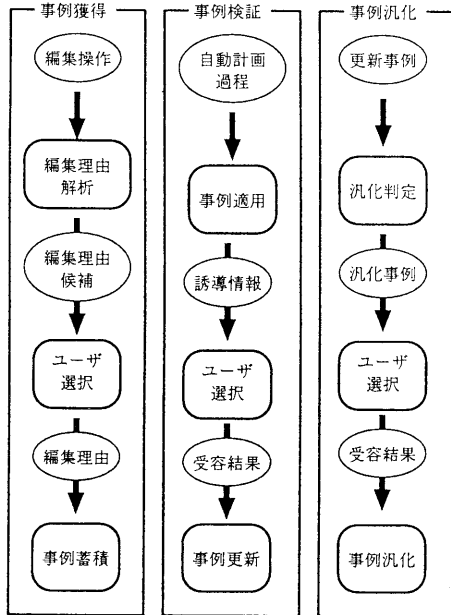 事例獲得
編集操作
編集理由
解析
編集理由
候補
ユーザ
選択
編集理由
事例蓄積
事例検証
自動計画
過程
事例適用
誘導情報
ユーザ
選択
受容結果
事例更新
事例汎化
更新事例
汎化判定
汎化事例
ユーザ
選択
受容結果
事例汎化